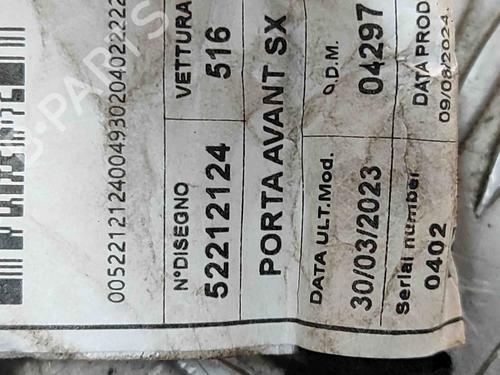 00522121240049302040222222
N°DISEGNO
52212124
VETTURA
516
PORTA AVANT SX
DATA ULT.Mod.
30/03/2023
O.D.M.
04297
Serial number
0402
DATA PROD
09/08/2024